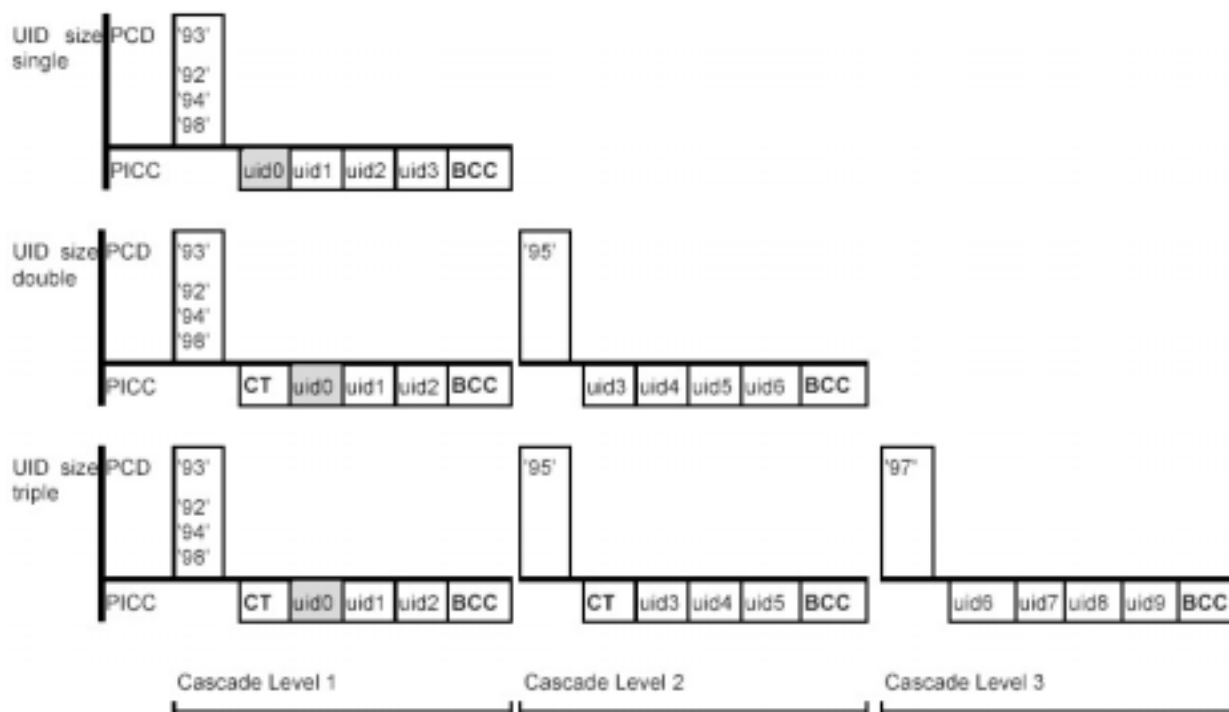 UID size PCD '93'
single
'92'
'94'
'98'
PICC uid0 uid1 uid2 uid3 BCC
UID size PCD '93' '95'
double
'92'
'94'
'98'
PICC CT uid0 uid1 uid2 BCC uid3 uid4 uid5 uid6 BCC
UID size PCD '93' '95' '97'
triple
'92'
'94'
'98'
PICC CT uid0 uid1 uid2 BCC CT uid3 uid4 uid5 BCC uid6 uid7 uid8 uid9 BCC
Cascade Level 1 Cascade Level 2 Cascade Level 3